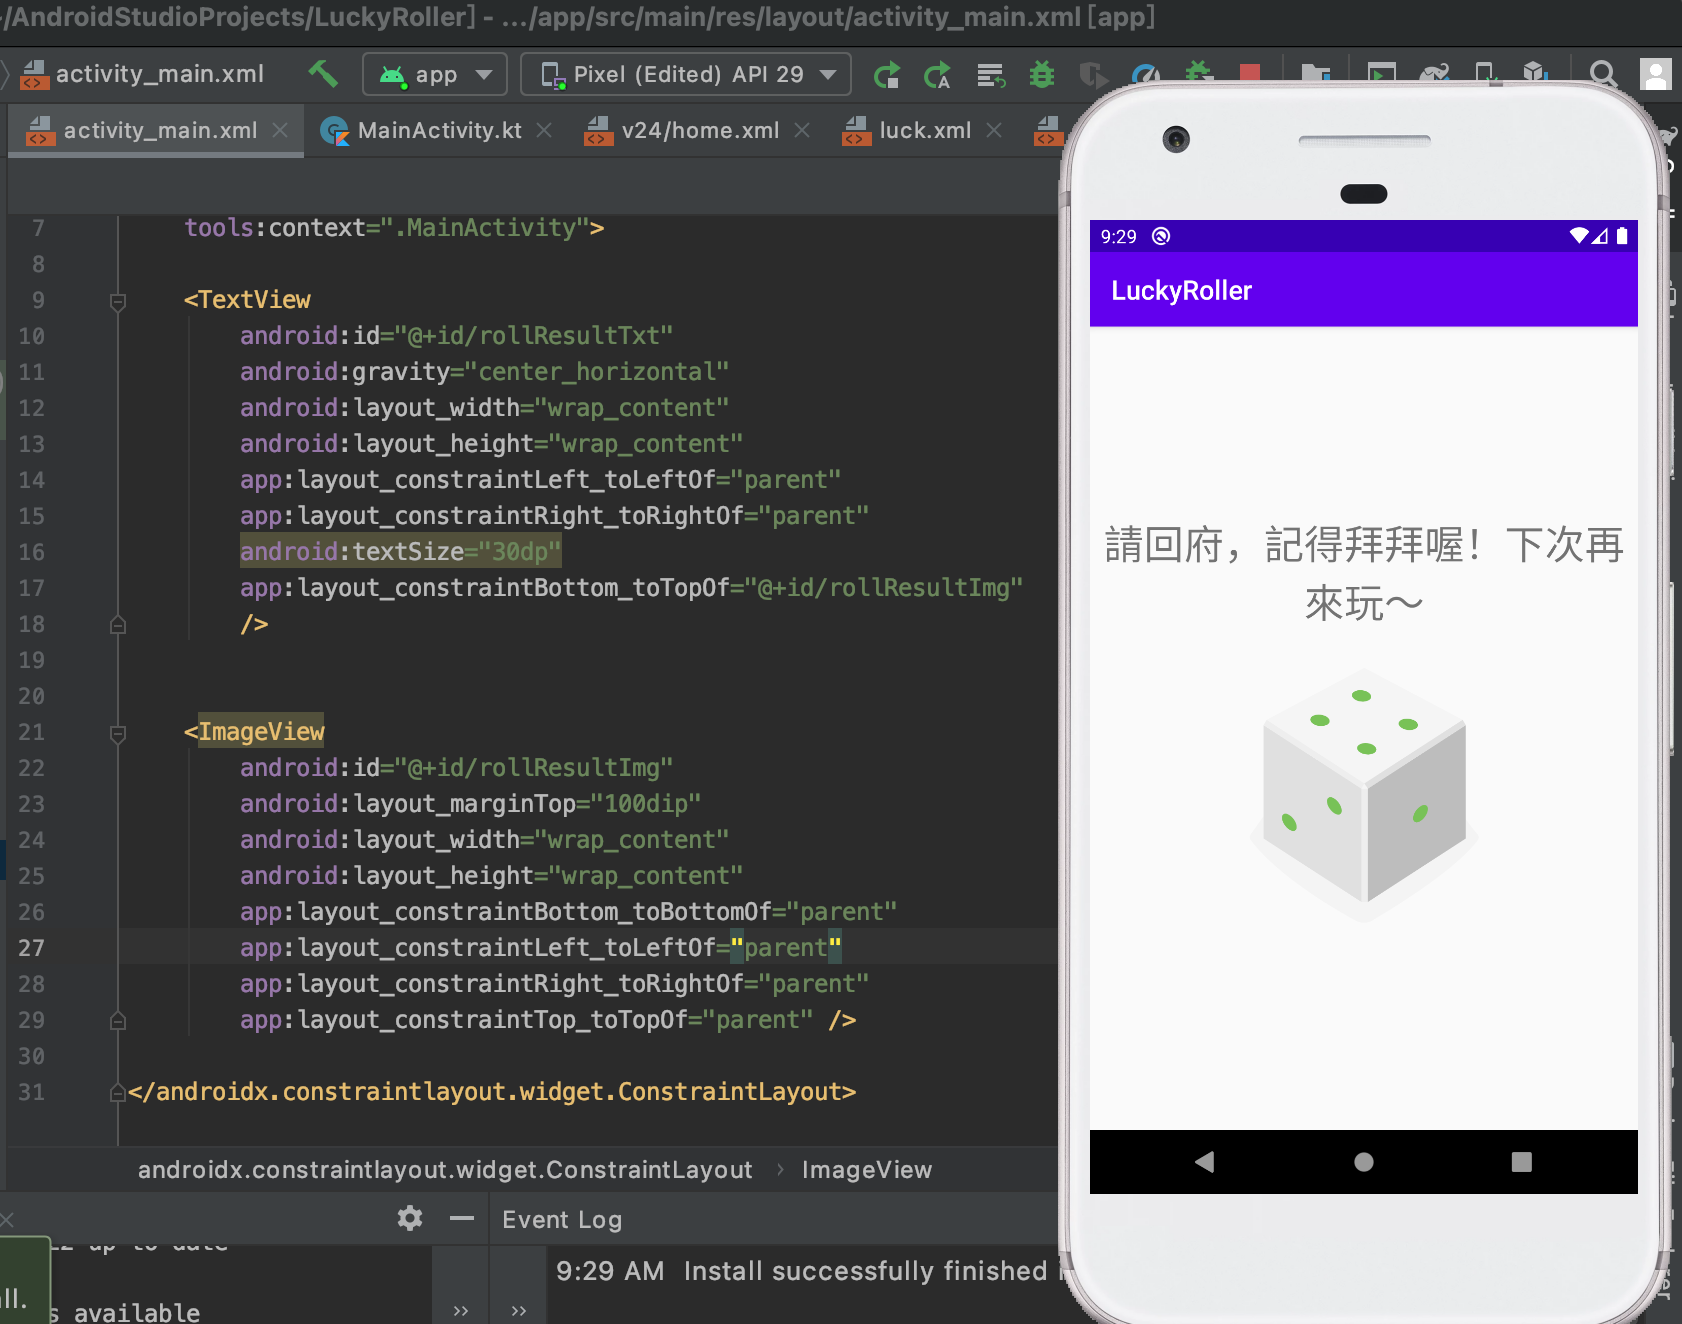 /AndroidStudioProjects/LuckyRoller] - .../app/src/main/res/layout/activity_main.xml [app]
activity_main.xml
app
Pixel (Edited) API 29
activity_main.xml
MainActivity.kt
v24/home.xml
luck.xml
7 tools:context=".MainActivity">
8
9 <TextView
10 android:id="@+id/rollResultTxt"
11 android:gravity="center_horizontal"
12 android:layout_width="wrap_content"
13 android:layout_height="wrap_content"
14 app:layout_constraintLeft_toLeftOf="parent"
15 app:layout_constraintRight_toRightOf="parent"
16 android:textSize="30dp"
17 app:layout_constraintBottom_toTopOf="@+id/rollResultImg"
18 />
19
20
21 <ImageView
22 android:id="@+id/rollResultImg"
23 android:layout_marginTop="100dip"
24 android:layout_width="wrap_content"
25 android:layout_height="wrap_content"
26 app:layout_constraintBottom_toBottomOf="parent"
27 app:layout_constraintLeft_toLeftOf="parent"
28 app:layout_constraintRight_toRightOf="parent"
29 app:layout_constraintTop_toTopOf="parent" />
30
31 </androidx.constraintlayout.widget.ConstraintLayout>
androidx.constraintlayout.widget.ConstraintLayout › ImageView
Event Log
up to date
available
9:29 AM Install successfully finished
9:29
LuckyRoller
請回府，記得拜拜喔！下次再
來玩～